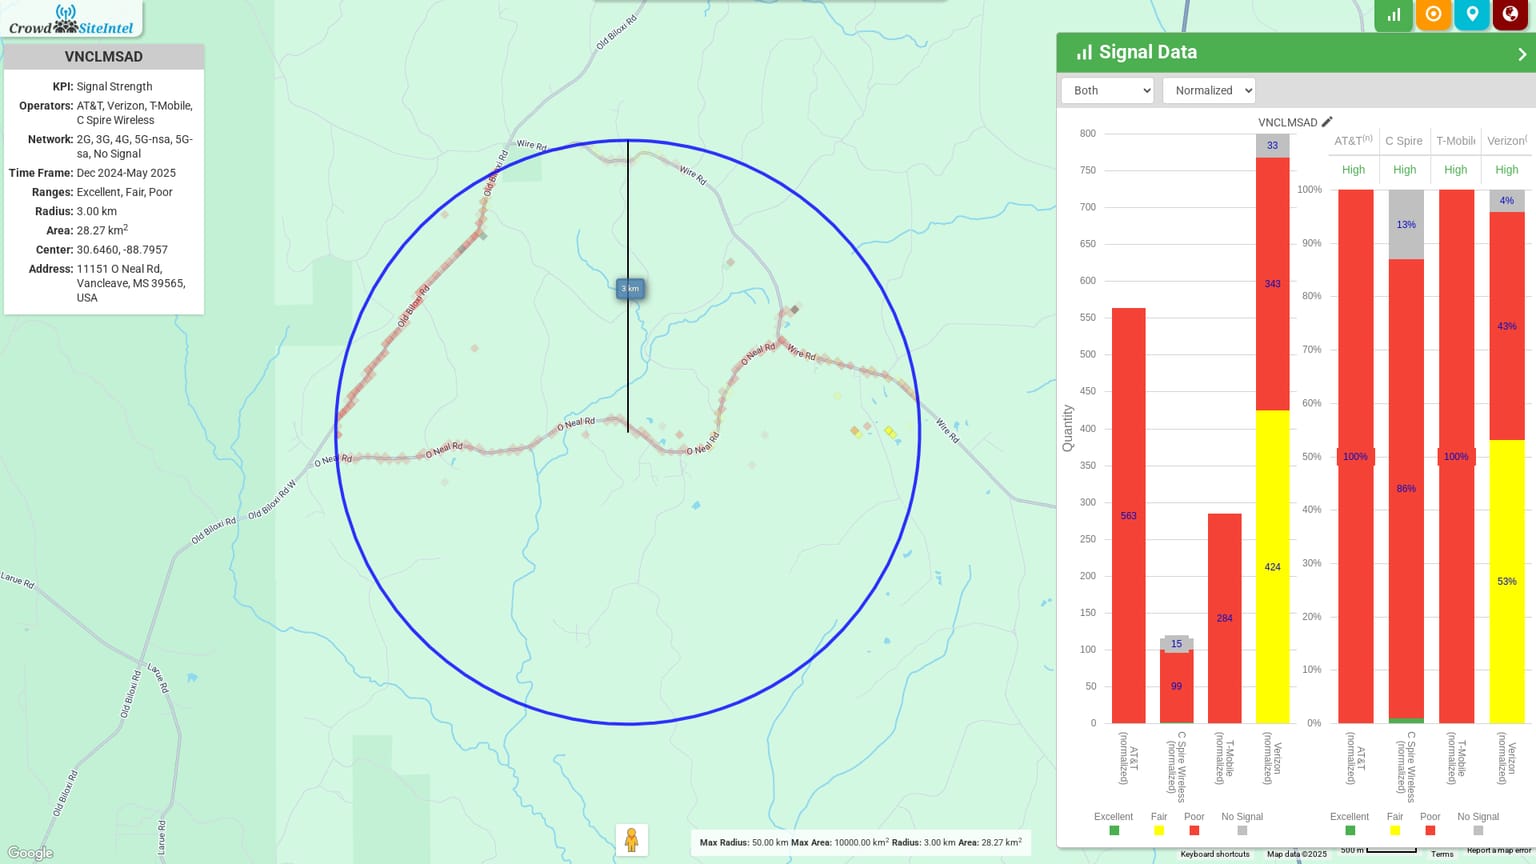 Crowd SiteIntel
VNCLMSAD
KPI: Signal Strength
Operators: AT&T, Verizon, T-Mobile,
C Spire Wireless
Network: 2G, 3G, 4G, 5G-nsa, 5G-
sa, No Signal
Time Frame: Dec 2024-May 2025
Ranges: Excellent, Fair, Poor
Radius: 3.00 km
Area: 28.27 km²
Center: 30.6460, -88.7957
Address: 11151 O Neal Rd,
Vancleave, MS 39565,
USA
Old Biloxi Rd
Wire Rd
Old Biloxi Rd
Wire Rd
3 km
Old Biloxi Rd
O Neal Rd
Wire Rd
O Neal Rd
O Neal Rd
O Neal Rd
O Neal Rd
Wire Rd
Old Biloxi Rd W
Old Biloxi Rd
Larue Rd
Larue Rd
Old Biloxi Rd
Old Biloxi Rd
Larue Rd
Google
Max Radius: 50.00 km Max Area: 10000.00 km² Radius: 3.00 km Area: 28.27 km²
Signal Data
Both
Normalized
VNCLMSAD
Quantity
800
750
700
650
600
550
500
450
400
350
300
250
200
150
100
50
0
563
15
99
284
33
343
424
AT&T
(normalized)
C Spire Wireless
(normalized)
T-Mobile
(normalized)
Verizon
(normalized)
Excellent Fair Poor No Signal
AT&T(n) C Spire T-Mobile Verizon(
High High High High
100%
90%
80%
70%
60%
50%
40%
30%
20%
10%
0%
100%
13%
86%
100%
4%
43%
53%
AT&T
(normalized)
C Spire Wireless
(normalized)
T-Mobile
(normalized)
Verizon
(normalized)
Excellent Fair Poor No Signal
Keyboard shortcuts Map data ©2025 500 m Terms Report a map error